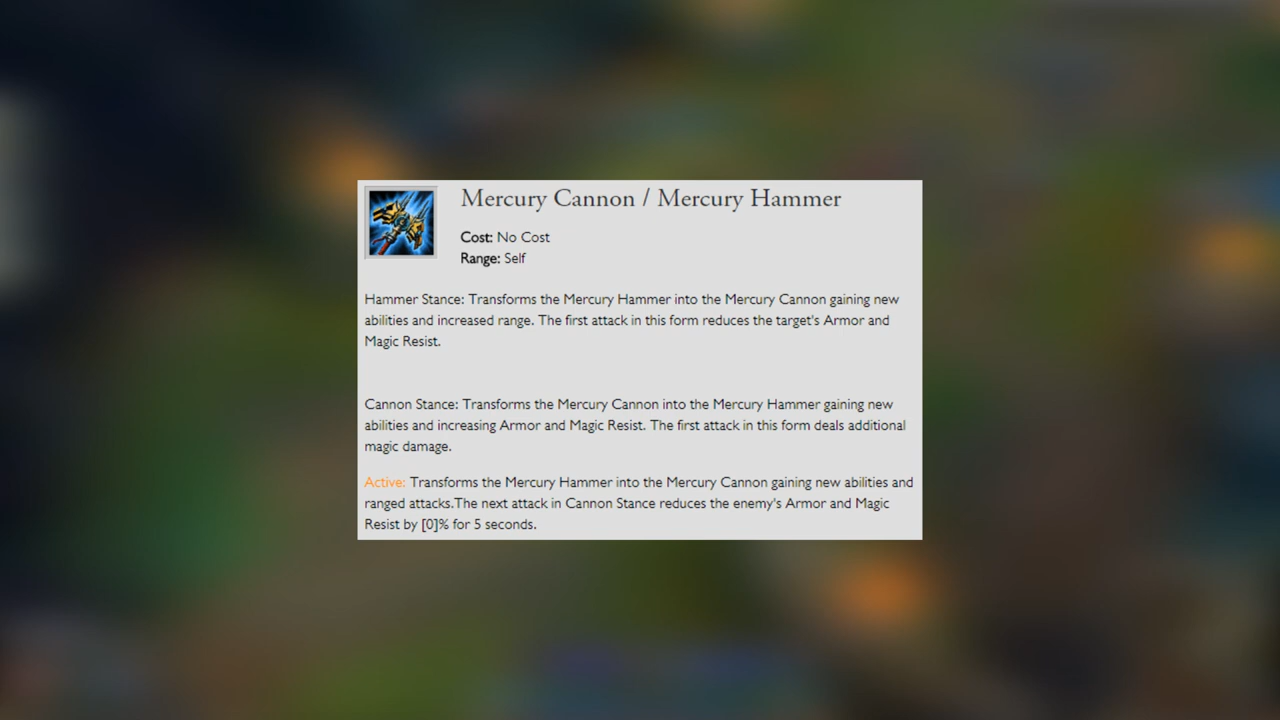 Mercury Cannon / Mercury Hammer
Cost: No Cost
Range: Self
Hammer Stance: Transforms the Mercury Hammer into the Mercury Cannon gaining new
abilities and increased range. The first attack in this form reduces the target's Armor and
Magic Resist.
Cannon Stance: Transforms the Mercury Cannon into the Mercury Hammer gaining new
abilities and increasing Armor and Magic Resist. The first attack in this form deals additional
magic damage.
Active: Transforms the Mercury Hammer into the Mercury Cannon gaining new abilities and
ranged attacks.The next attack in Cannon Stance reduces the enemy's Armor and Magic
Resist by [0]% for 5 seconds.